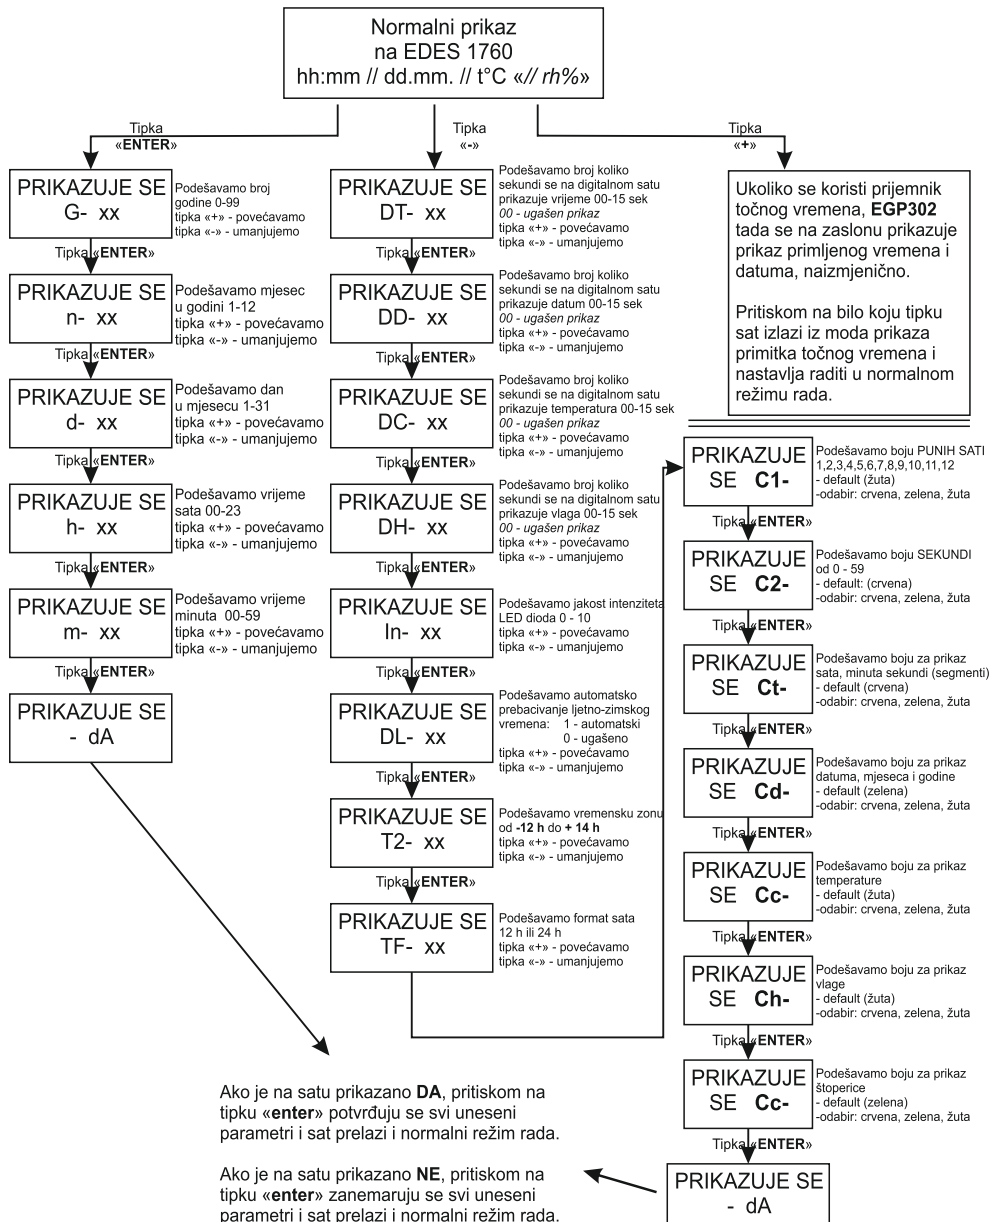 Normalni prikaz
na EDES 1760
hh:mm // dd.mm. // t°C «// rh%»
Tipka
«ENTER»
PRIKAZUJE SE
G- xx
Podešavamo broj
godine 0-99
tipka «+» - povećavamo
tipka «-» - umanjujemo
Tipka «ENTER»
PRIKAZUJE SE
n- xx
Podešavamo mjesec
u godini 1-12
tipka «+» - povećavamo
tipka «-» - umanjujemo
Tipka «ENTER»
PRIKAZUJE SE
d- xx
Podešavamo dan
u mjesecu 1-31
tipka «+» - povećavamo
tipka «-» - umanjujemo
Tipka «ENTER»
PRIKAZUJE SE
h- xx
Podešavamo vrijeme
sata 00-23
tipka «+» - povećavamo
tipka «-» - umanjujemo
Tipka «ENTER»
PRIKAZUJE SE
m- xx
Podešavamo vrijeme
minuta 00-59
tipka «+» - povećavamo
tipka «-» - umanjujemo
Tipka «ENTER»
PRIKAZUJE SE
- dA
Tipka
«-»
PRIKAZUJE SE
DT- xx
Podešavamo broj koliko
sekundi se na digitalnom satu
prikazuje vrijeme 00-15 sek
00 - ugašen prikaz
tipka «+» - povećavamo
tipka «-» - umanjujemo
Tipka «ENTER»
PRIKAZUJE SE
DD- xx
Podešavamo broj koliko
sekundi se na digitalnom satu
prikazuje datum 00-15 sek
00 - ugašen prikaz
tipka «+» - povećavamo
tipka «-» - umanjujemo
Tipka «ENTER»
PRIKAZUJE SE
DC- xx
Podešavamo broj koliko
sekundi se na digitalnom satu
prikazuje temperatura 00-15 sek
00 - ugašen prikaz
tipka «+» - povećavamo
tipka «-» - umanjujemo
Tipka «ENTER»
PRIKAZUJE SE
DH- xx
Podešavamo broj koliko
sekundi se na digitalnom satu
prikazuje vlaga 00-15 sek
00 - ugašen prikaz
tipka «+» - povećavamo
tipka «-» - umanjujemo
Tipka «ENTER»
PRIKAZUJE SE
In- xx
Podešavamo jakost intenziteta
LED dioda 0 - 10
tipka «+» - povećavamo
tipka «-» - umanjujemo
Tipka «ENTER»
PRIKAZUJE SE
DL- xx
Podešavamo automatsko
prebacivanje ljetno-zimskog
vremena: 1 - automatski
0 - ugašeno
tipka «+» - povećavamo
tipka «-» - umanjujemo
Tipka «ENTER»
PRIKAZUJE SE
T2- xx
Podešavamo vremensku zonu
od -12 h do + 14 h
tipka «+» - povećavamo
tipka «-» - umanjujemo
Tipka «ENTER»
PRIKAZUJE SE
TF- xx
Podešavamo format sata
12 h ili 24 h
tipka «+» - povećavamo
tipka «-» - umanjujemo
Tipka
«+»
Ukoliko se koristi prijemnik
točnog vremena, EGP302
tada se na zaslonu prikazuje
prikaz primljenog vremena i
datuma, naizmjenično.
Pritiskom na bilo koju tipku
sat izlazi iz moda prikaza
primitka točnog vremena i
nastavlja raditi u normalnom
režimu rada.
PRIKAZUJE
SE C1-
Podešavamo boju PUNIH SATI
1,2,3,4,5,6,7,8,9,10,11,12
- default (žuta)
-odabir: crvena, zelena, žuta
Tipka «ENTER»
PRIKAZUJE
SE C2-
Podešavamo boju SEKUNDI
od 0 - 59
- default: (crvena)
-odabir: crvena, zelena, žuta
Tipka «ENTER»
PRIKAZUJE
SE Ct-
Podešavamo boju za prikaz
sata, minuta sekundi (segmenti)
- default (crvena)
-odabir: crvena, zelena, žuta
Tipka «ENTER»
PRIKAZUJE
SE Cd-
Podešavamo boju za prikaz
datuma, mjeseca i godine
- default (zelena)
-odabir: crvena, zelena, žuta
Tipka «ENTER»
PRIKAZUJE
SE Cc-
Podešavamo boju za prikaz
temperature
- default (žuta)
-odabir: crvena, zelena, žuta
Tipka «ENTER»
PRIKAZUJE
SE Ch-
Podešavamo boju za prikaz
vlage
- default (žuta)
-odabir: crvena, zelena, žuta
Tipka «ENTER»
PRIKAZUJE
SE Cc-
Podešavamo boju za prikaz
štoperice
- default (zelena)
-odabir: crvena, zelena, žuta
Tipka «ENTER»
PRIKAZUJE SE
- dA
Ako je na satu prikazano DA, pritiskom na
tipku «enter» potvrđuju se svi uneseni
parametri i sat prelazi i normalni režim rada.
Ako je na satu prikazano NE, pritiskom na
tipku «enter» zanemaruju se svi uneseni
parametri i sat prelazi i normalni režim rada.